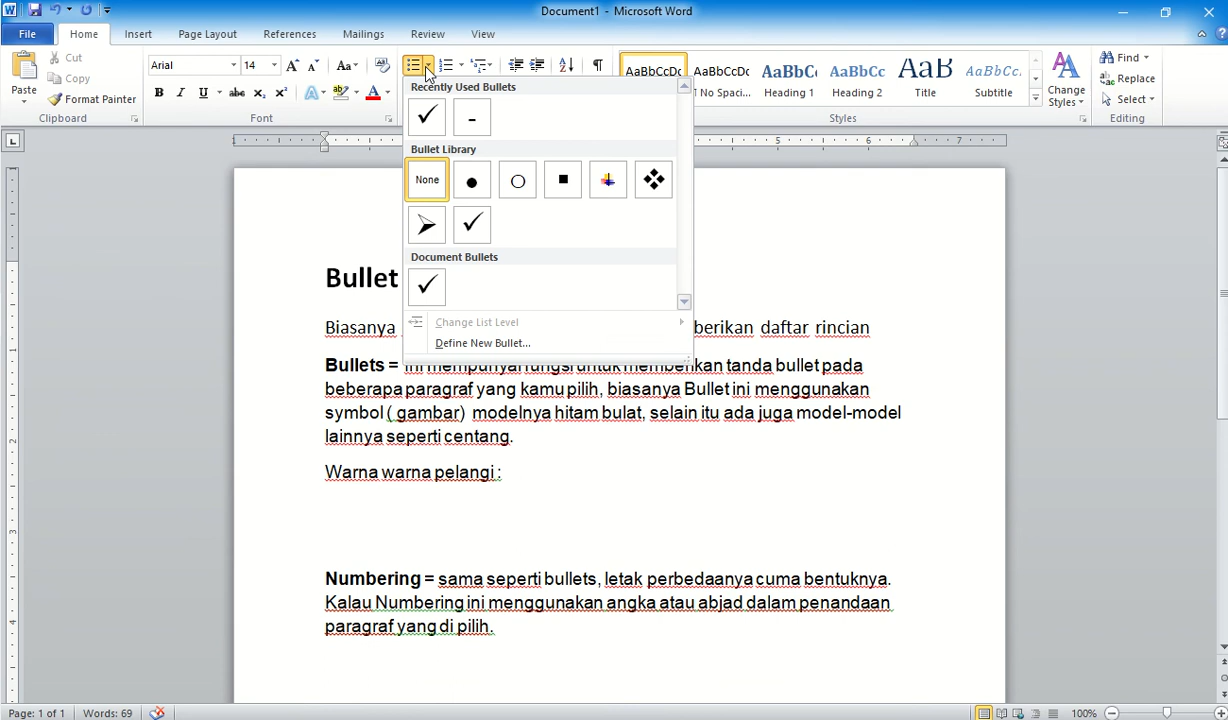 Document1 - Microsoft Word
File Home Insert Page Layout References Mailings Review View
Paste
Cut
Copy
Format Painter
Clipboard
Arial 14
Font
AaBbCcDc AaBbCcDc AaBbC AaBbCc AaB AaBbCc.
¶ No Spaci... Heading 1 Heading 2 Title Subtitle
Change Styles
Styles
Find
Replace
Select
Editing
Recently Used Bullets
Bullet Library
None
Document Bullets
Change List Level
Define New Bullet...
Bullet
Biasanya berikan daftar rincian
Bullets = ini mempunyai fungsi untuk memberikan tanda bullet pada
beberapa paragraf yang kamu pilih, biasanya Bullet ini menggunakan
symbol ( gambar) modelnya hitam bulat, selain itu ada juga model-model
lainnya seperti centang.
Warna warna pelangi :
Numbering = sama seperti bullets, letak perbedaanya cuma bentuknya.
Kalau Numbering ini menggunakan angka atau abjad dalam penandaan
paragraf yang di pilih.
Page: 1 of 1 Words: 69 100%